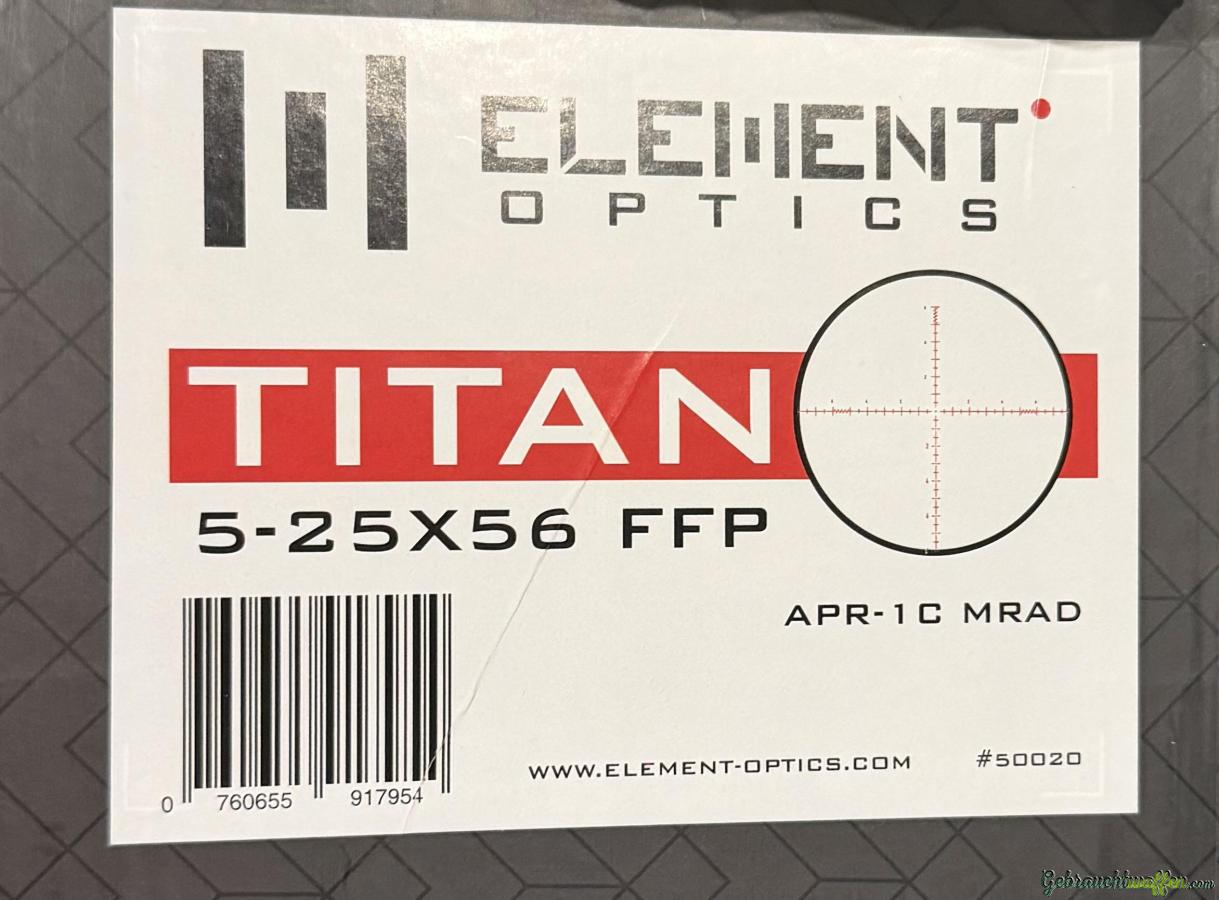 ELEMENT
OPTICS
TITAN
5-25X56 FFP
APR-1C MRAD
WWW.ELEMENT-OPTICS.COM #50020
0 760655 917954
Gebrauchtwaffen.com